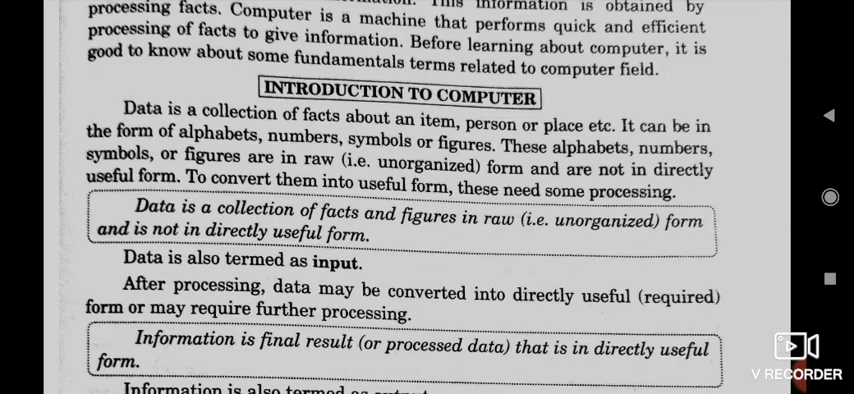 This information is obtained by
processing facts. Computer is a machine that performs quick and efficient
processing of facts to give information. Before learning about computer, it is
good to know about some fundamentals terms related to computer field.
INTRODUCTION TO COMPUTER
Data is a collection of facts about an item, person or place etc. It can be in
the form of alphabets, numbers, symbols or figures. These alphabets, numbers,
symbols, or figures are in raw (i.e. unorganized) form and are not in directly
useful form. To convert them into useful form, these need some processing.
Data is a collection of facts and figures in raw (i.e. unorganized) form
and is not in directly useful form.
Data is also termed as input.
After processing, data may be converted into directly useful (required)
form or may require further processing.
Information is final result (or processed data) that is in directly useful
form.
Information is also termed as output
V RECORDER